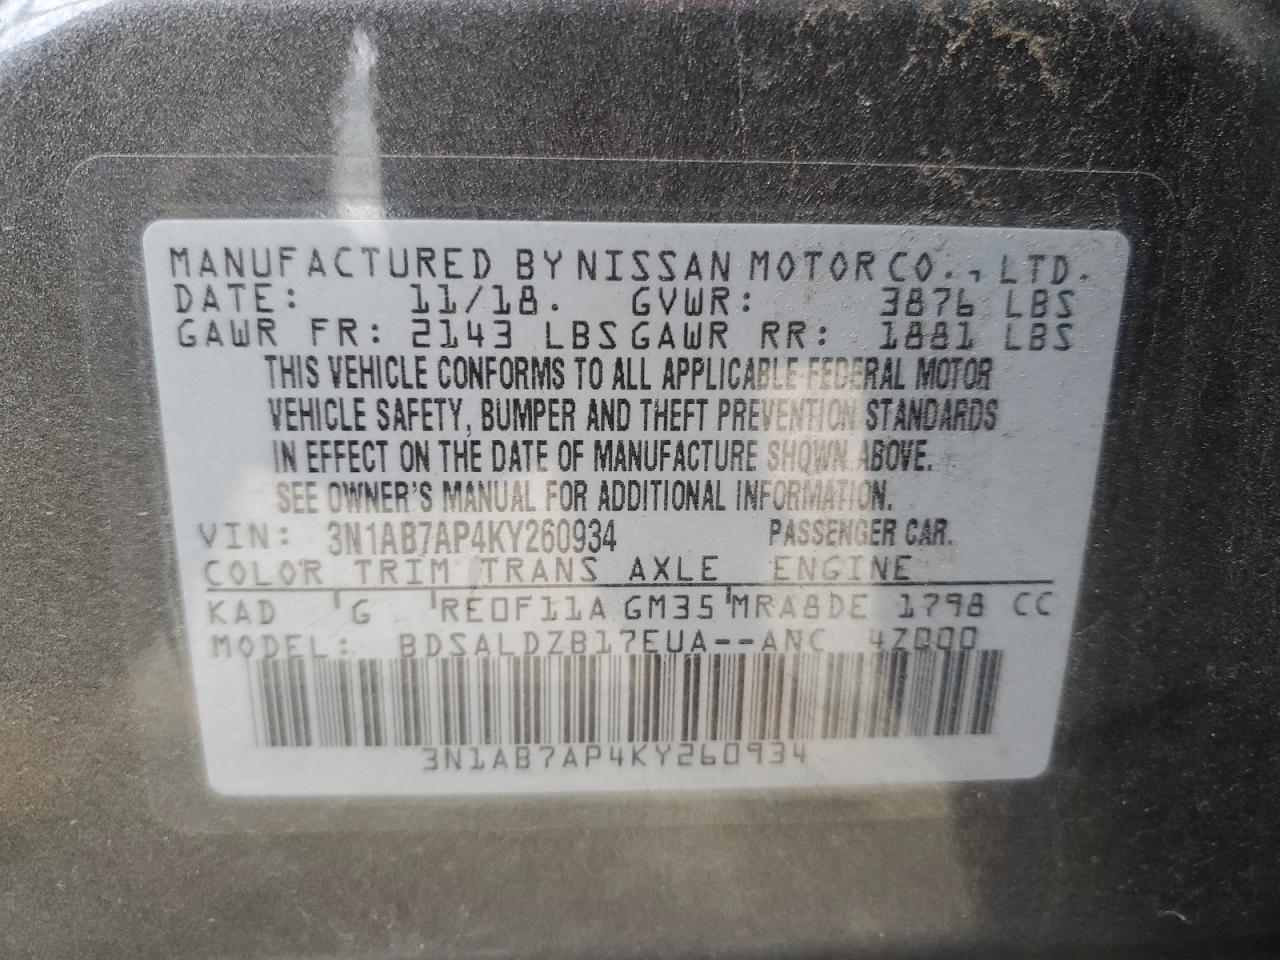 MANUFACTURED BY NISSAN MOTOR CO., LTD.
DATE: 11/18. GVWR: 3876 LBS
GAWR FR: 2143 LBS GAWR RR: 1881 LBS
THIS VEHICLE CONFORMS TO ALL APPLICABLE FEDERAL MOTOR
VEHICLE SAFETY, BUMPER AND THEFT PREVENTION STANDARDS
IN EFFECT ON THE DATE OF MANUFACTURE SHOWN ABOVE.
SEE OWNER'S MANUAL FOR ADDITIONAL INFORMATION.
VIN: 3N1AB7AP4KY260934 PASSENGER CAR.
COLOR TRIM TRANS AXLE ENGINE
KAD G RE0F11A GM35 MRA8DE 1798 CC
MODEL: BDSALDZB17EUA--ANC 4Z000
3N1AB7AP4KY260934